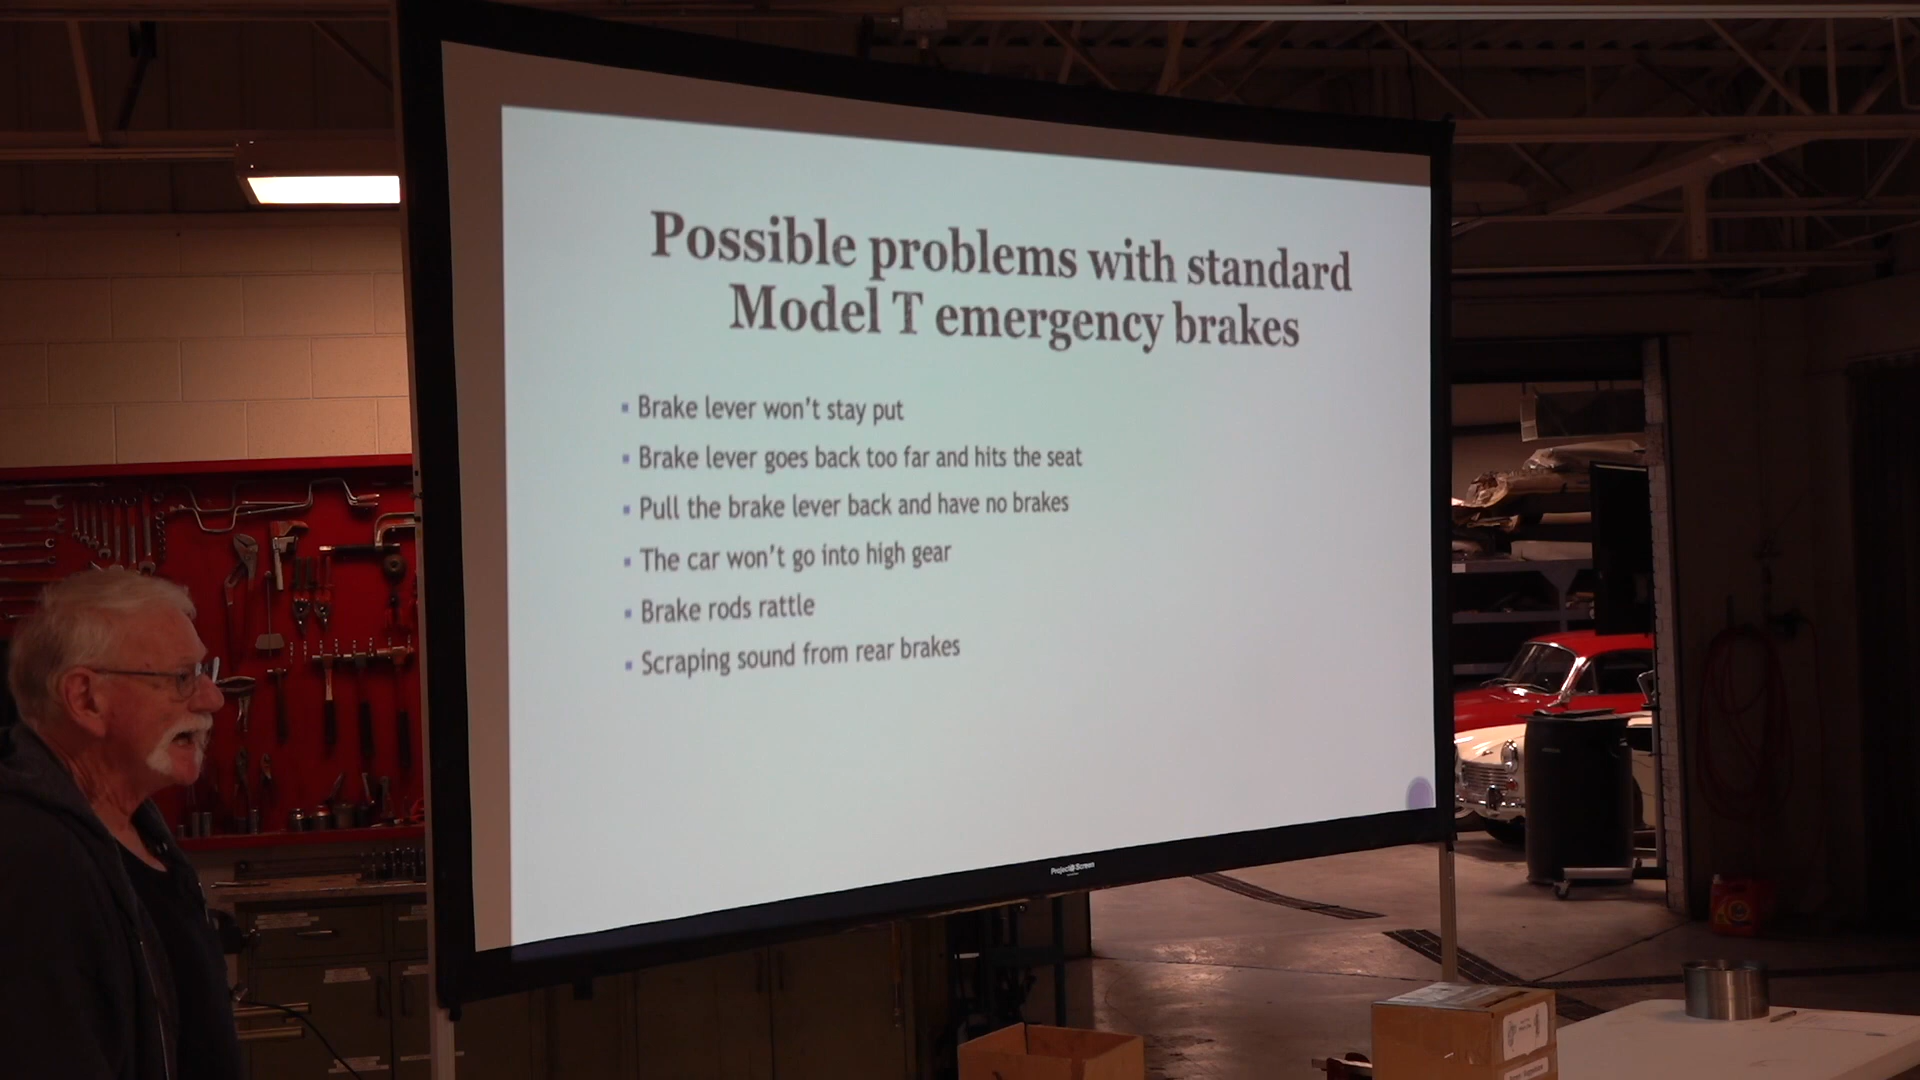 Possible problems with standard
Model T emergency brakes
▪ Brake lever won't stay put
▪ Brake lever goes back too far and hits the seat
▪ Pull the brake lever back and have no brakes
▪ The car won't go into high gear
▪ Brake rods rattle
▪ Scraping sound from rear brakes
Project Screen